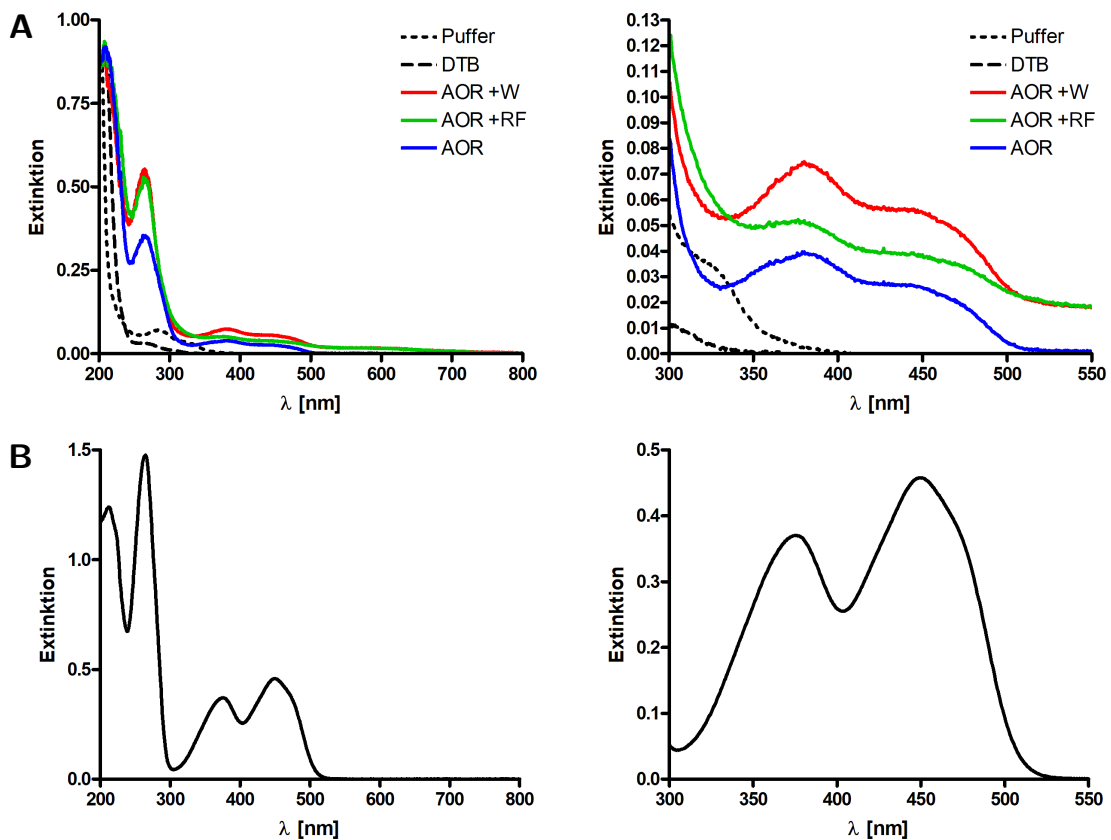 A
Extinktion
1.00
0.75
0.50
0.25
0.00
200 300 400 500 600 700 800
λ [nm]
Puffer
DTB
AOR +W
AOR +RF
AOR
Extinktion
0.13
0.12
0.11
0.10
0.09
0.08
0.07
0.06
0.05
0.04
0.03
0.02
0.01
0.00
300 350 400 450 500 550
λ [nm]
Puffer
DTB
AOR +W
AOR +RF
AOR
B
Extinktion
1.5
1.0
0.5
0.0
200 300 400 500 600 700 800
λ [nm]
Extinktion
0.5
0.4
0.3
0.2
0.1
0.0
300 350 400 450 500 550
λ [nm]